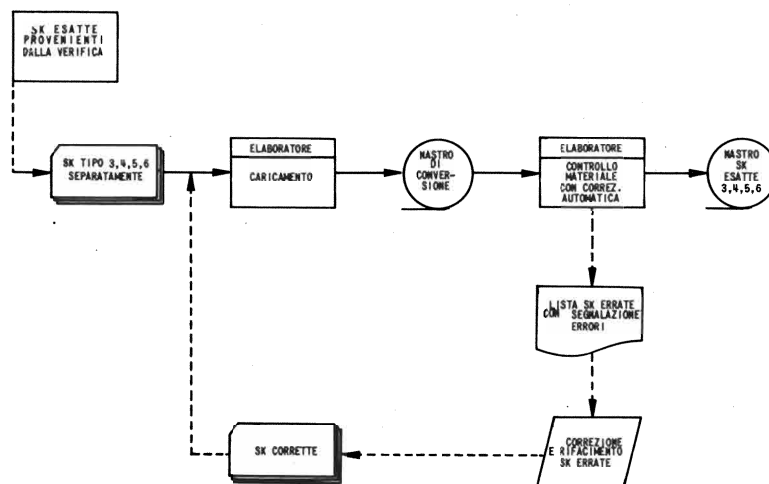 SK ESATTE
PROVENIENTI
DALLA VERIFICA
SK TIPO 3,4,5,6
SEPARATAMENTE
ELABORATORE
CARICAMENTO
NASTRO
DI
CONVER-
SIONE
ELABORATORE
CONTROLLO
MATERIALE
CON CORREZ.
AUTOMATICA
NASTRO
SK
ESATTE
3,4,5,6
LISTA SK ERRATE
CON SEGNALAZIONE
ERRORI
CORREZIONE
E RIFACIMENTO
SK ERRATE
SK CORRETTE